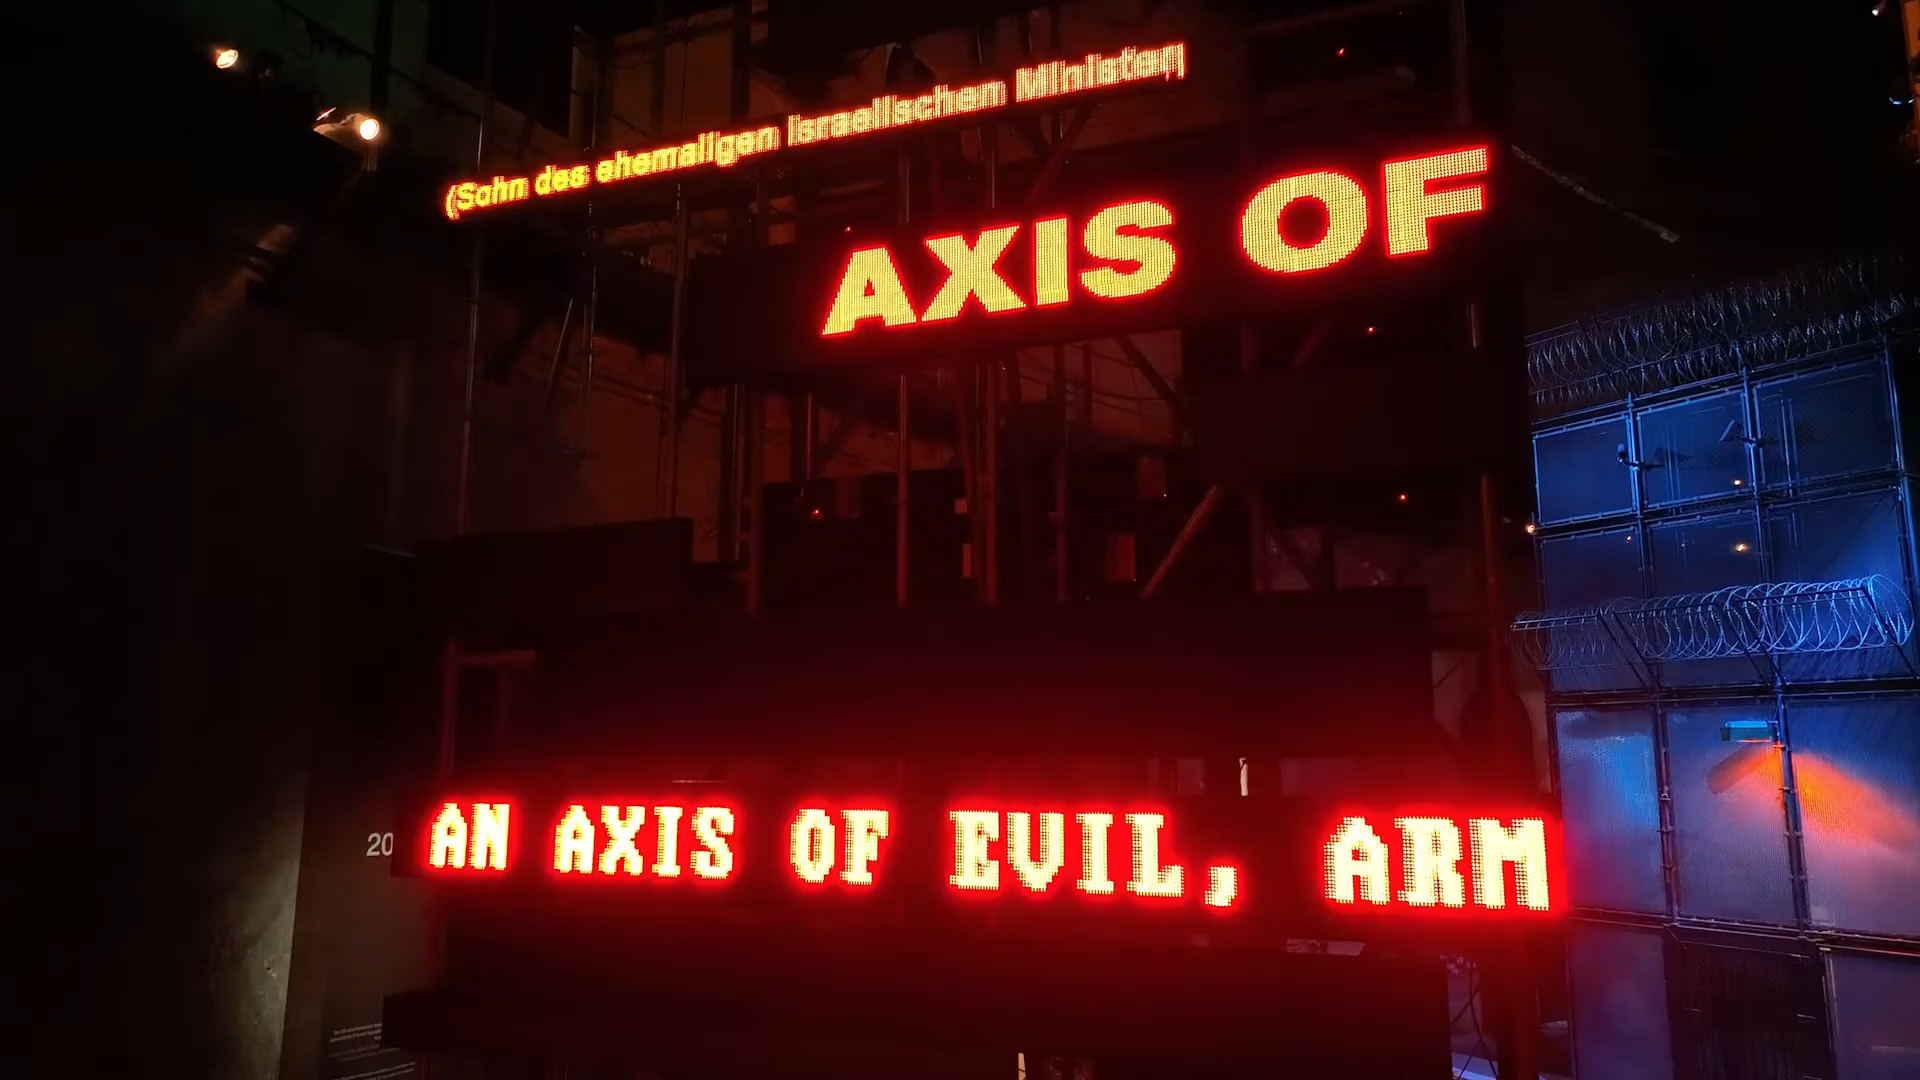 (Sohn des ehemaligen israelischen Minister
AXIS OF
AN AXIS OF EVIL, ARM
20